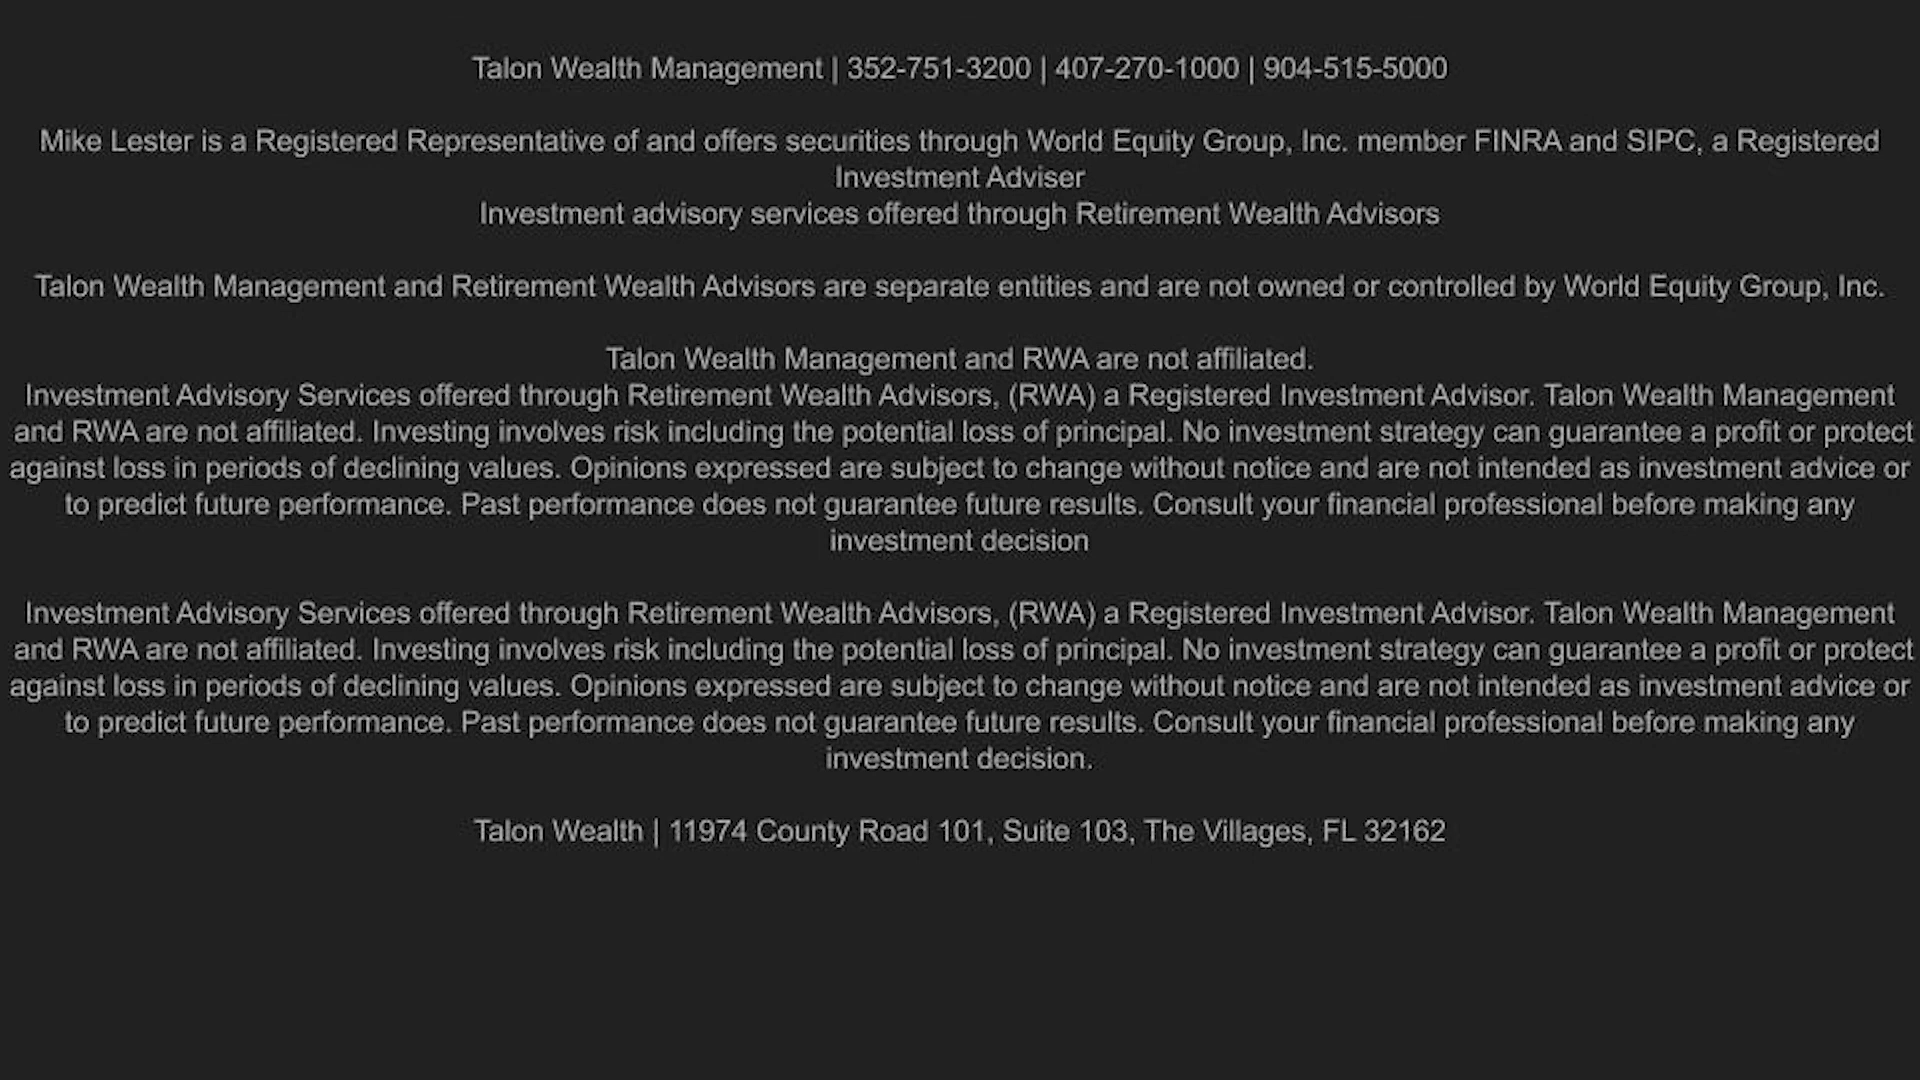 Talon Wealth Management | 352-751-3200 | 407-270-1000 | 904-515-5000
Mike Lester is a Registered Representative of and offers securities through World Equity Group, Inc. member FINRA and SIPC, a Registered
Investment Adviser
Investment advisory services offered through Retirement Wealth Advisors
Talon Wealth Management and Retirement Wealth Advisors are separate entities and are not owned or controlled by World Equity Group, Inc.
Talon Wealth Management and RWA are not affiliated.
Investment Advisory Services offered through Retirement Wealth Advisors, (RWA) a Registered Investment Advisor. Talon Wealth Management
and RWA are not affiliated. Investing involves risk including the potential loss of principal. No investment strategy can guarantee a profit or protect
against loss in periods of declining values. Opinions expressed are subject to change without notice and are not intended as investment advice or
to predict future performance. Past performance does not guarantee future results. Consult your financial professional before making any
investment decision
Investment Advisory Services offered through Retirement Wealth Advisors, (RWA) a Registered Investment Advisor. Talon Wealth Management
and RWA are not affiliated. Investing involves risk including the potential loss of principal. No investment strategy can guarantee a profit or protect
against loss in periods of declining values. Opinions expressed are subject to change without notice and are not intended as investment advice or
to predict future performance. Past performance does not guarantee future results. Consult your financial professional before making any
investment decision.
Talon Wealth | 11974 County Road 101, Suite 103, The Villages, FL 32162